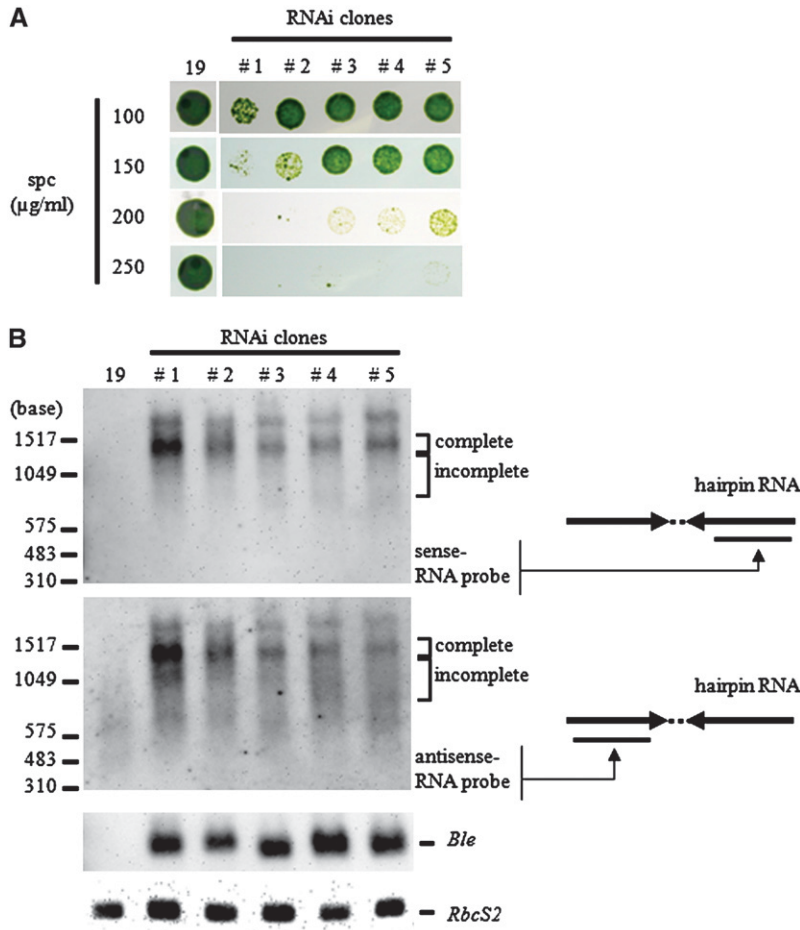 A
RNAi clones
19 # 1 # 2 # 3 # 4 # 5
spc
(µg/ml)
100
150
200
250
B
RNAi clones
19 # 1 # 2 # 3 # 4 # 5
(base)
1517
1049
575
483
310
complete
incomplete
sense-
RNA probe
hairpin RNA
1517
1049
575
483
310
complete
incomplete
antisense-
RNA probe
hairpin RNA
Ble
RbcS2